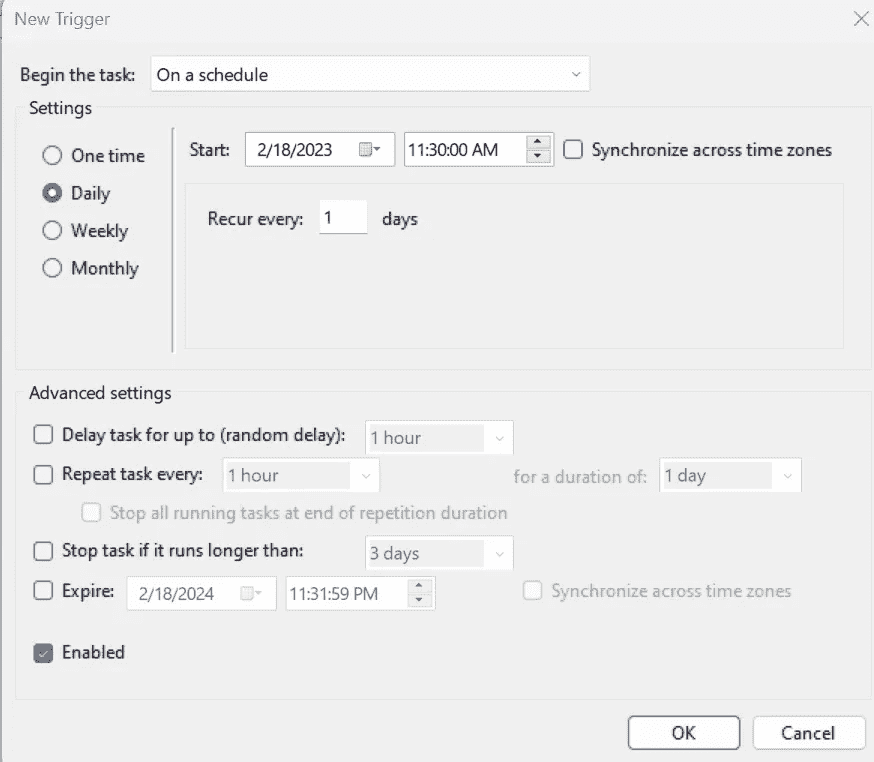 New Trigger
Begin the task: On a schedule
Settings
One time
Daily
Weekly
Monthly
Start: 2/18/2023 11:30:00 AM Synchronize across time zones
Recur every: 1 days
Advanced settings
Delay task for up to (random delay): 1 hour
Repeat task every: 1 hour for a duration of: 1 day
Stop all running tasks at end of repetition duration
Stop task if it runs longer than: 3 days
Expire: 2/18/2024 11:31:59 PM Synchronize across time zones
Enabled
OK Cancel